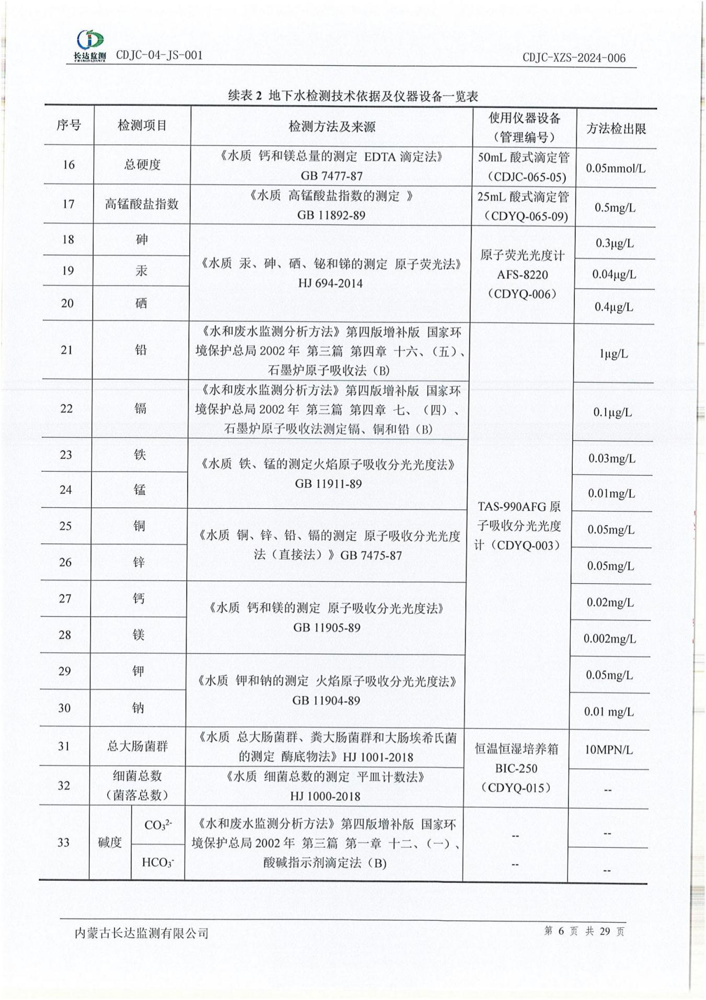 长达监测
CHANGDAJIANCE
CDJC-04-JS-001
CDJC-XZS-2024-006
续表 2 地下水检测技术依据及仪器设备一览表
序号 检测项目 检测方法及来源 使用仪器设备 方法检出限
（管理编号）
16 总硬度 《水质 钙和镁总量的测定 EDTA 滴定法》 50mL 酸式滴定管 0.05mmol/L
GB 7477-87 （CDJC-065-05)
17 高锰酸盐指数 《水质 高锰酸盐指数的测定 》 25mL 酸式滴定管 0.5mg/L
GB 11892-89 （CDYQ-065-09)
18 砷 0.3μg/L
《水质 汞、砷、硒、铋和锑的测定 原子荧光法》 原子荧光光度计
19 汞 AFS-8220 0.04μg/L
HJ 694-2014 （CDYQ-006）
20 硒 0.4μg/L
《水和废水监测分析方法》第四版增补版 国家环
21 铅 境保护总局 2002 年 第三篇 第四章 十六、（五）、 1μg/L
石墨炉原子吸收法（B)
《水和废水监测分析方法》第四版增补版 国家环
22 镉 境保护总局 2002 年 第三篇 第四章 七、（四）、 0.1μg/L
石墨炉原子吸收法测定镉、铜和铅（B)
23 铁 0.03mg/L
《水质 铁、锰的测定火焰原子吸收分光光度法》
GB 11911-89
24 锰 0.01mg/L
TAS-990AFG 原
25 铜 子吸收分光光度 0.05mg/L
《水质 铜、锌、铅、镉的测定 原子吸收分光光度 计（CDYQ-003）
法（直接法）》GB 7475-87
26 锌 0.05mg/L
27 钙 0.02mg/L
《水质 钙和镁的测定 原子吸收分光光度法》
GB 11905-89
28 镁 0.002mg/L
29 钾 0.05mg/L
《水质 钾和钠的测定 火焰原子吸收分光光度法》
GB 11904-89
30 钠 0.01 mg/L
《水质 总大肠菌群、粪大肠菌群和大肠埃希氏菌
31 总大肠菌群 恒温恒湿培养箱 10MPN/L
的测定 酶底物法》HJ 1001-2018
细菌总数 《水质 细菌总数的测定 平皿计数法》 BIC-250
32 （CDYQ-015） --
（菌落总数） HJ 1000-2018
CO₃²⁻ 《水和废水监测分析方法》第四版增补版 国家环 -- --
33 碱度 境保护总局 2002 年 第三篇 第一章 十二、（一）、
HCO₃⁻ 酸碱指示剂滴定法（B) -- --
内蒙古长达监测有限公司
第 6 页 共 29 页